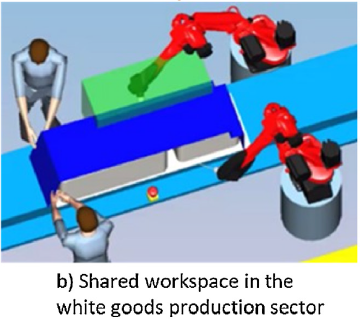 b) Shared workspace in the
white goods production sector